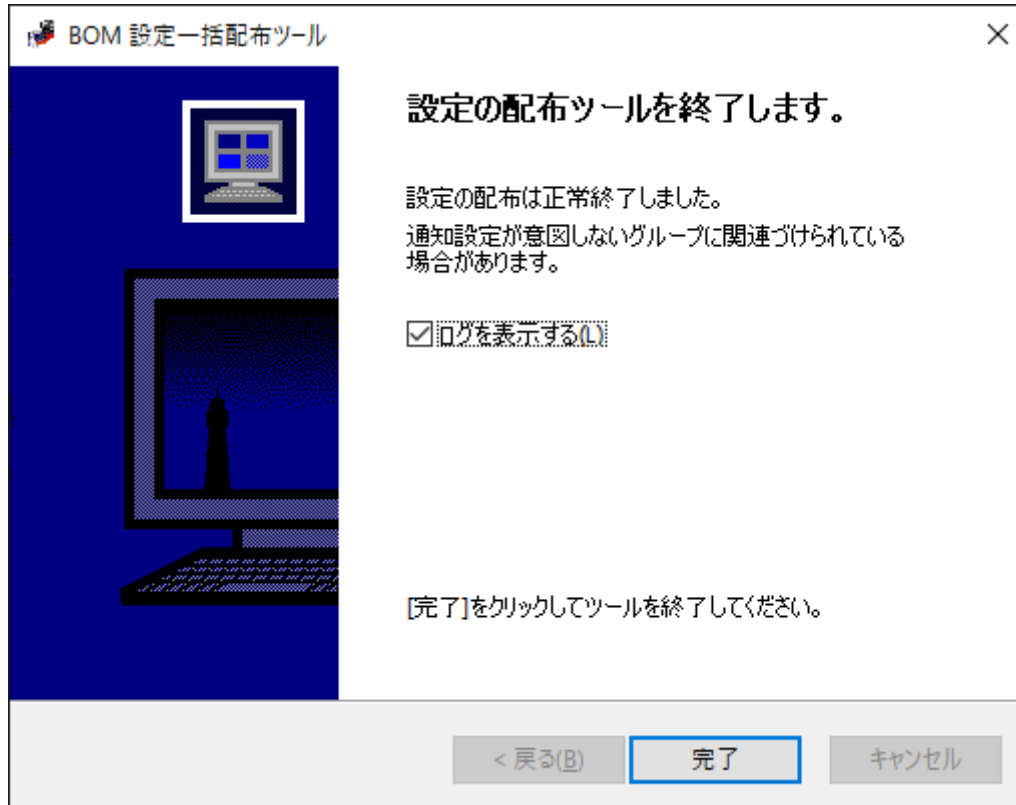 BOM 設定一括配布ツール
設定の配布ツールを終了します。
設定の配布は正常終了しました。
通知設定が意図しないグループに関連づけられている
場合があります。
ログを表示する(L)
[完了]をクリックしてツールを終了してください。
< 戻る(B)
完了
キャンセル